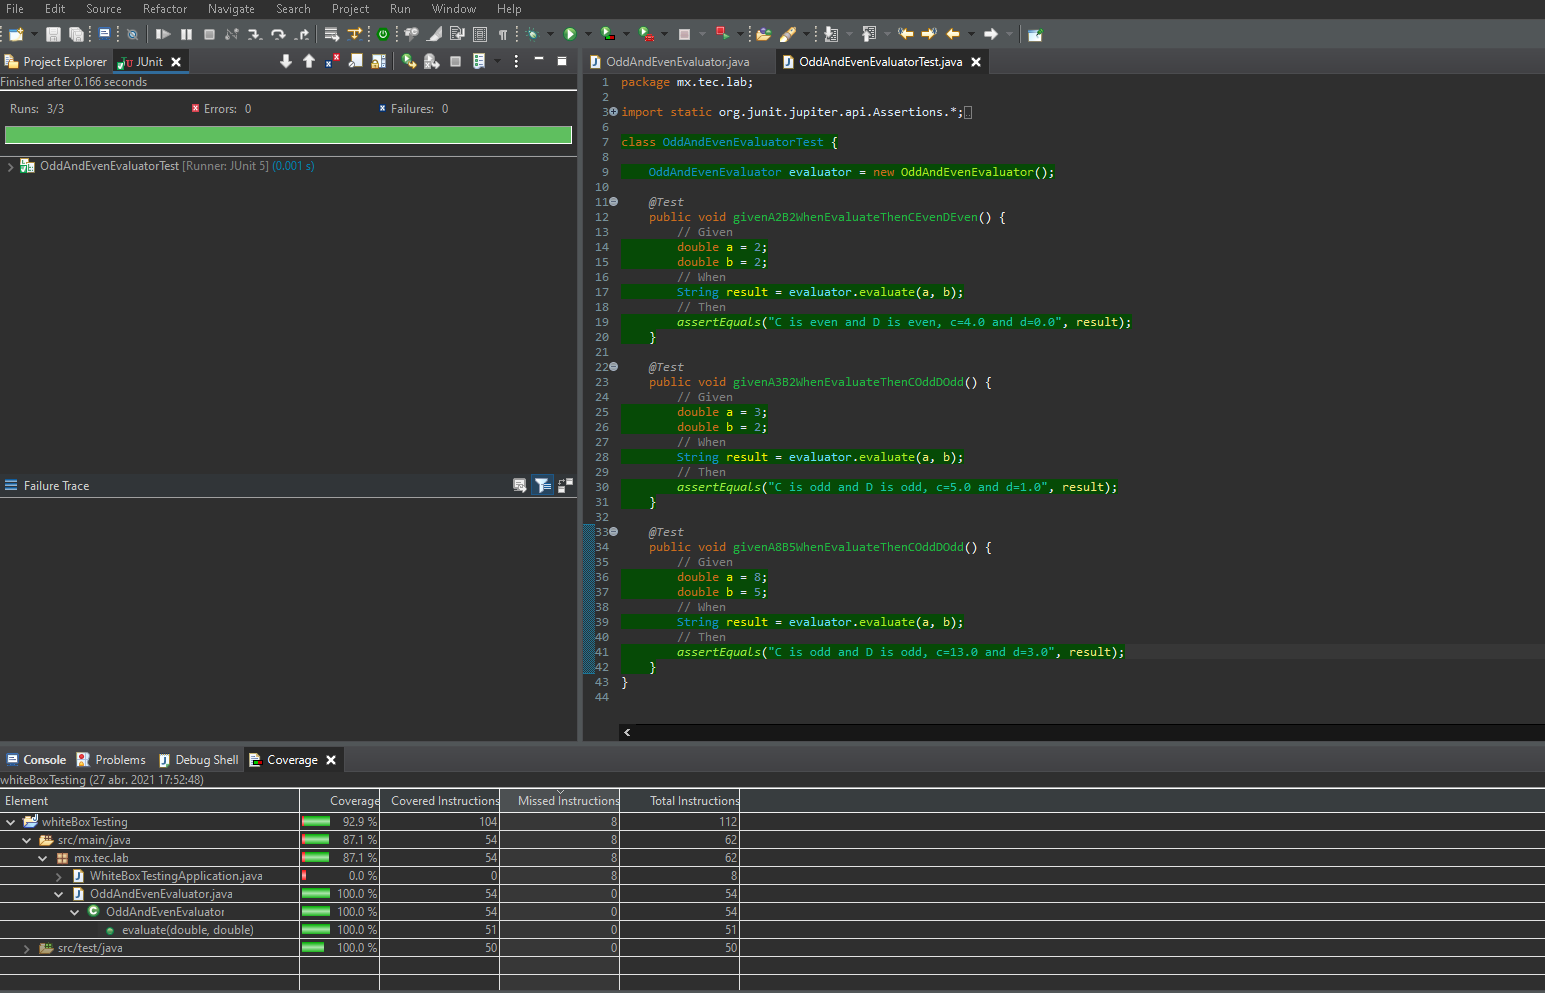 File Edit Source Refactor Navigate Search Project Run Window Help
Project Explorer JUnit
Finished after 0.166 seconds
Runs: 3/3 Errors: 0 Failures: 0
OddAndEvenEvaluatorTest [Runner: JUnit 5] (0.001 s)
Failure Trace
OddAndEvenEvaluator.java OddAndEvenEvaluatorTest.java
1 package mx.tec.lab;
2
3 import static org.junit.jupiter.api.Assertions.*;
6
7 class OddAndEvenEvaluatorTest {
8
9 OddAndEvenEvaluator evaluator = new OddAndEvenEvaluator();
10
11 @Test
12 public void givenA2B2WhenEvaluateThenCEvenDEven() {
13 // Given
14 double a = 2;
15 double b = 2;
16 // When
17 String result = evaluator.evaluate(a, b);
18 // Then
19 assertEquals("C is even and D is even, c=4.0 and d=0.0", result);
20 }
21
22 @Test
23 public void givenA3B2WhenEvaluateThenCOddDOdd() {
24 // Given
25 double a = 3;
26 double b = 2;
27 // When
28 String result = evaluator.evaluate(a, b);
29 // Then
30 assertEquals("C is odd and D is odd, c=5.0 and d=1.0", result);
31 }
32
33 @Test
34 public void givenA8B5WhenEvaluateThenCOddDOdd() {
35 // Given
36 double a = 8;
37 double b = 5;
38 // When
39 String result = evaluator.evaluate(a, b);
40 // Then
41 assertEquals("C is odd and D is odd, c=13.0 and d=3.0", result);
42 }
43 }
44
Console Problems Debug Shell Coverage
whiteBoxTesting (27 abr. 2021 17:52:48)
Element Coverage Covered Instructions Missed Instructions Total Instructions
whiteBoxTesting 92.9 % 104 8 112
src/main/java 87.1 % 54 8 62
mx.tec.lab 87.1 % 54 8 62
WhiteBoxTestingApplication.java 0.0 % 0 8 8
OddAndEvenEvaluator.java 100.0 % 54 0 54
OddAndEvenEvaluator 100.0 % 54 0 54
evaluate(double, double) 100.0 % 51 0 51
src/test/java 100.0 % 50 0 50